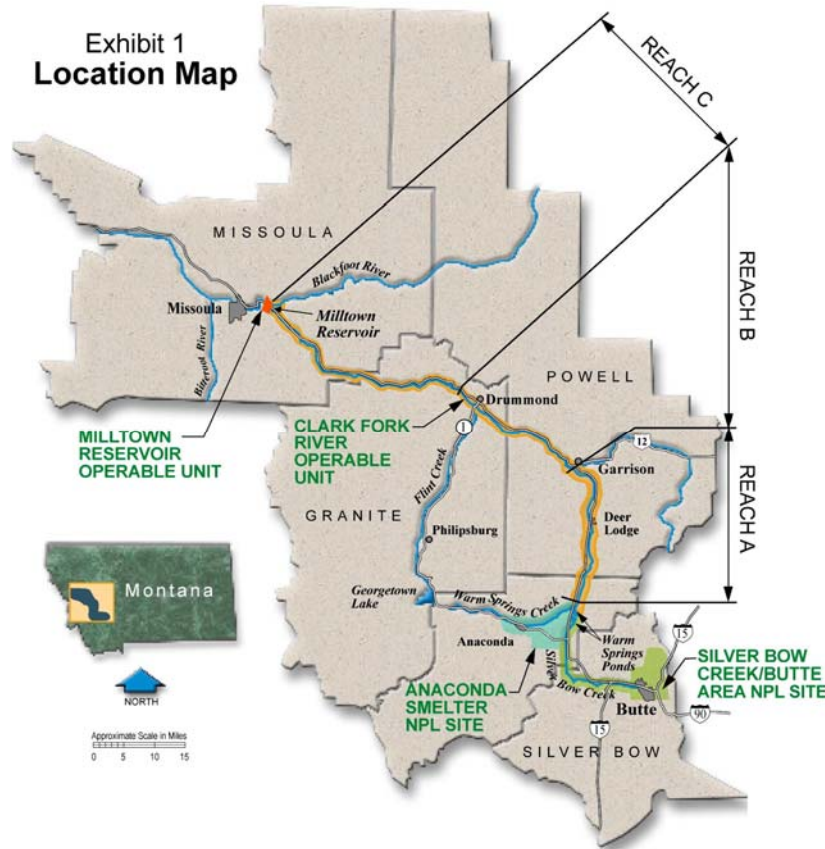 Exhibit 1
Location Map
REACH C
REACH B
REACH A
MISSOULA
Blackfoot River
Missoula
Milltown
Reservoir
Bitterroot River
POWELL
Drummond
MILLTOWN
RESERVOIR
OPERABLE UNIT
CLARK FORK
RIVER
OPERABLE
UNIT
1
12
Garrison
Flint Creek
GRANITE
Deer
Lodge
Philipsburg
Montana
Georgetown
Lake
Warm Springs Creek
Anaconda
Warm
Springs
Ponds
15
Silver
Bow Creek
SILVER BOW
CREEK/BUTTE
AREA NPL SITE
ANACONDA
SMELTER
NPL SITE
Butte
90
15
SILVER BOW
NORTH
Approximate Scale in Miles
0 5 10 15